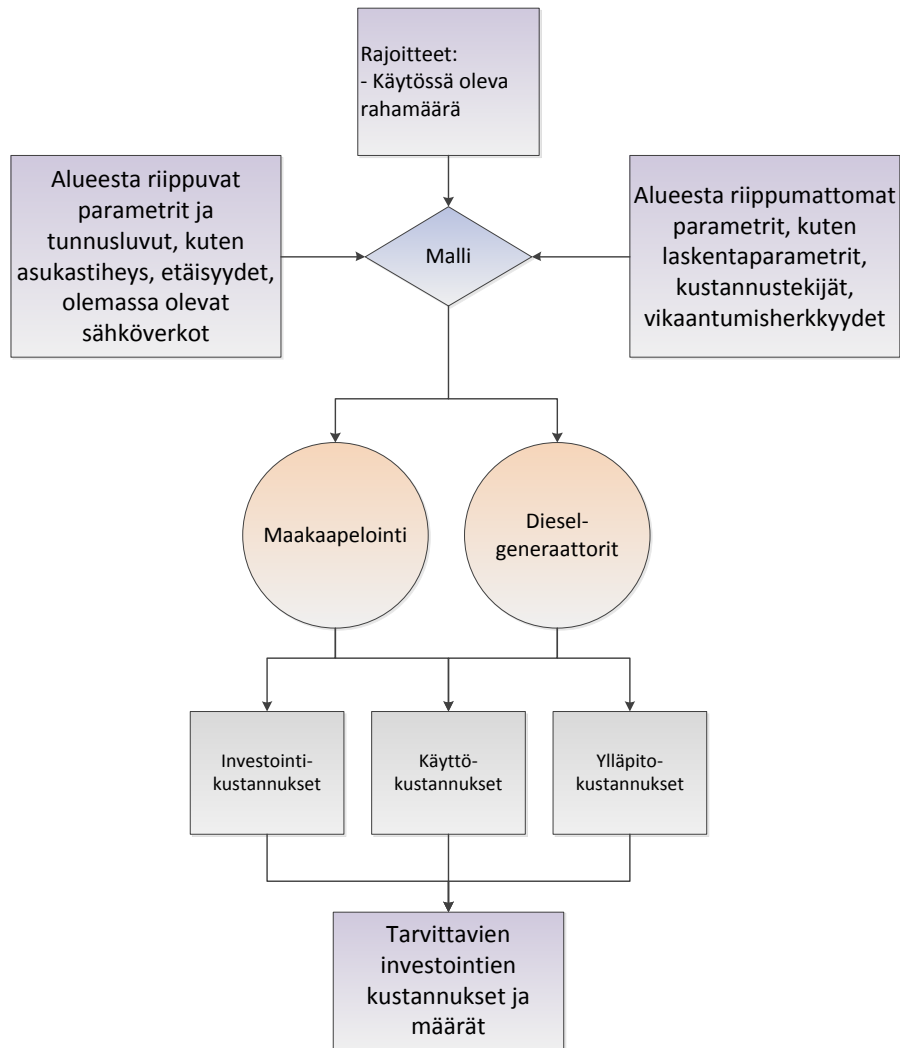 Rajoitteet:
- Käytössä oleva
rahamäärä
Alueesta riippuvat
parametrit ja
tunnusluvut, kuten
asukastiheys, etäisyydet,
olemassa olevat
sähköverkot
Malli
Alueesta riippumattomat
parametrit, kuten
laskentaparametrit,
kustannustekijät,
vikaantumisherkkyydet
Maakaapelointi
Diesel-
generaattorit
Investointi-
kustannukset
Käyttö-
kustannukset
Ylläpito-
kustannukset
Tarvittavien
investointien
kustannukset ja
määrät